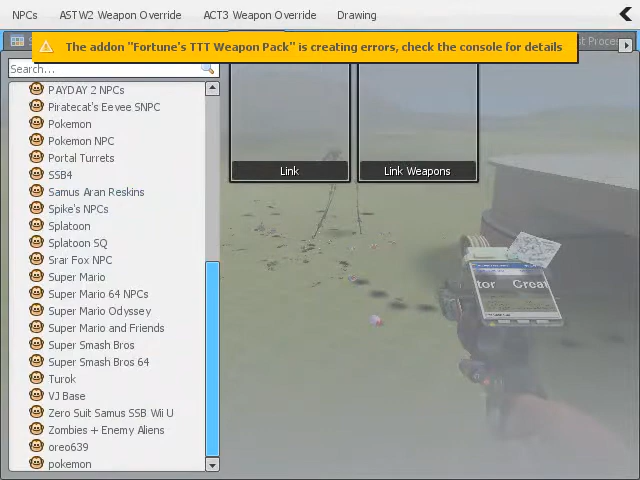 NPCs
ASTW2 Weapon Override
ACT3 Weapon Override
Drawing
The addon "Fortune's TTT Weapon Pack" is creating errors, check the console for details
Search...
PAYDAY 2 NPCs
Piratecat's Eevee SNPC
Pokemon
Pokemon NPC
Portal Turrets
SSB4
Samus Aran Reskins
Spike's NPCs
Splatoon
Splatoon SQ
Srar Fox NPC
Super Mario
Super Mario 64 NPCs
Super Mario Odyssey
Super Mario and Friends
Super Smash Bros
Super Smash Bros 64
Turok
VJ Base
Zero Suit Samus SSB Wii U
Zombies + Enemy Aliens
oreo639
pokemon
Link
Link Weapons
tor Creat